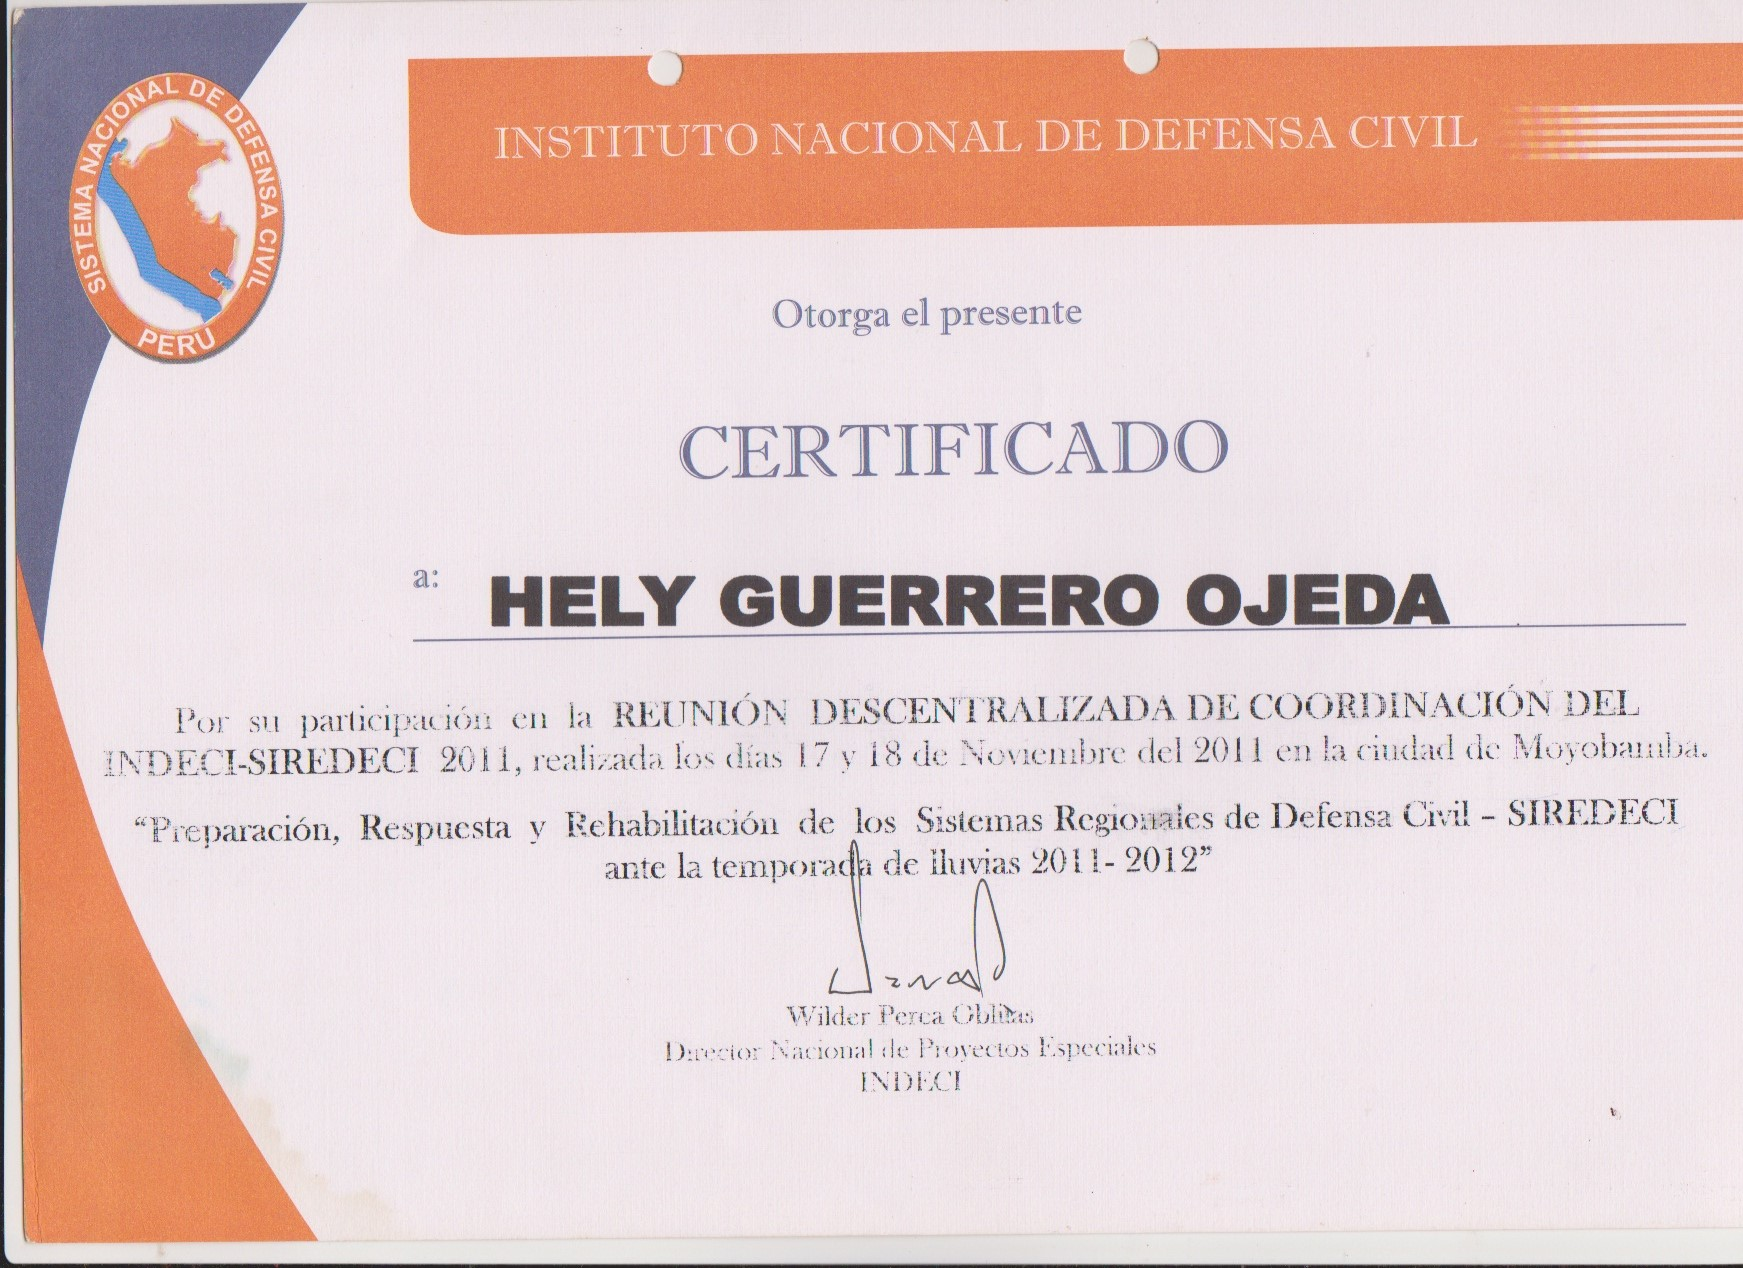 SISTEMA NACIONAL DE DEFENSA CIVIL
PERU
INSTITUTO NACIONAL DE DEFENSA CIVIL
Otorga el presente
CERTIFICADO
a: HELY GUERRERO OJEDA
Por su participación en la REUNIÓN DESCENTRALIZADA DE COORDINACIÓN DEL
INDECI-SIREDECI 2011, realizada los días 17 y 18 de Noviembre del 2011 en la ciudad de Moyobamba.
“Preparación, Respuesta y Rehabilitación de los Sistemas Regionales de Defensa Civil – SIREDECI
ante la temporada de lluvias 2011- 2012”
Wilder Perca Oblitas
Director Nacional de Proyectos Especiales
INDECI